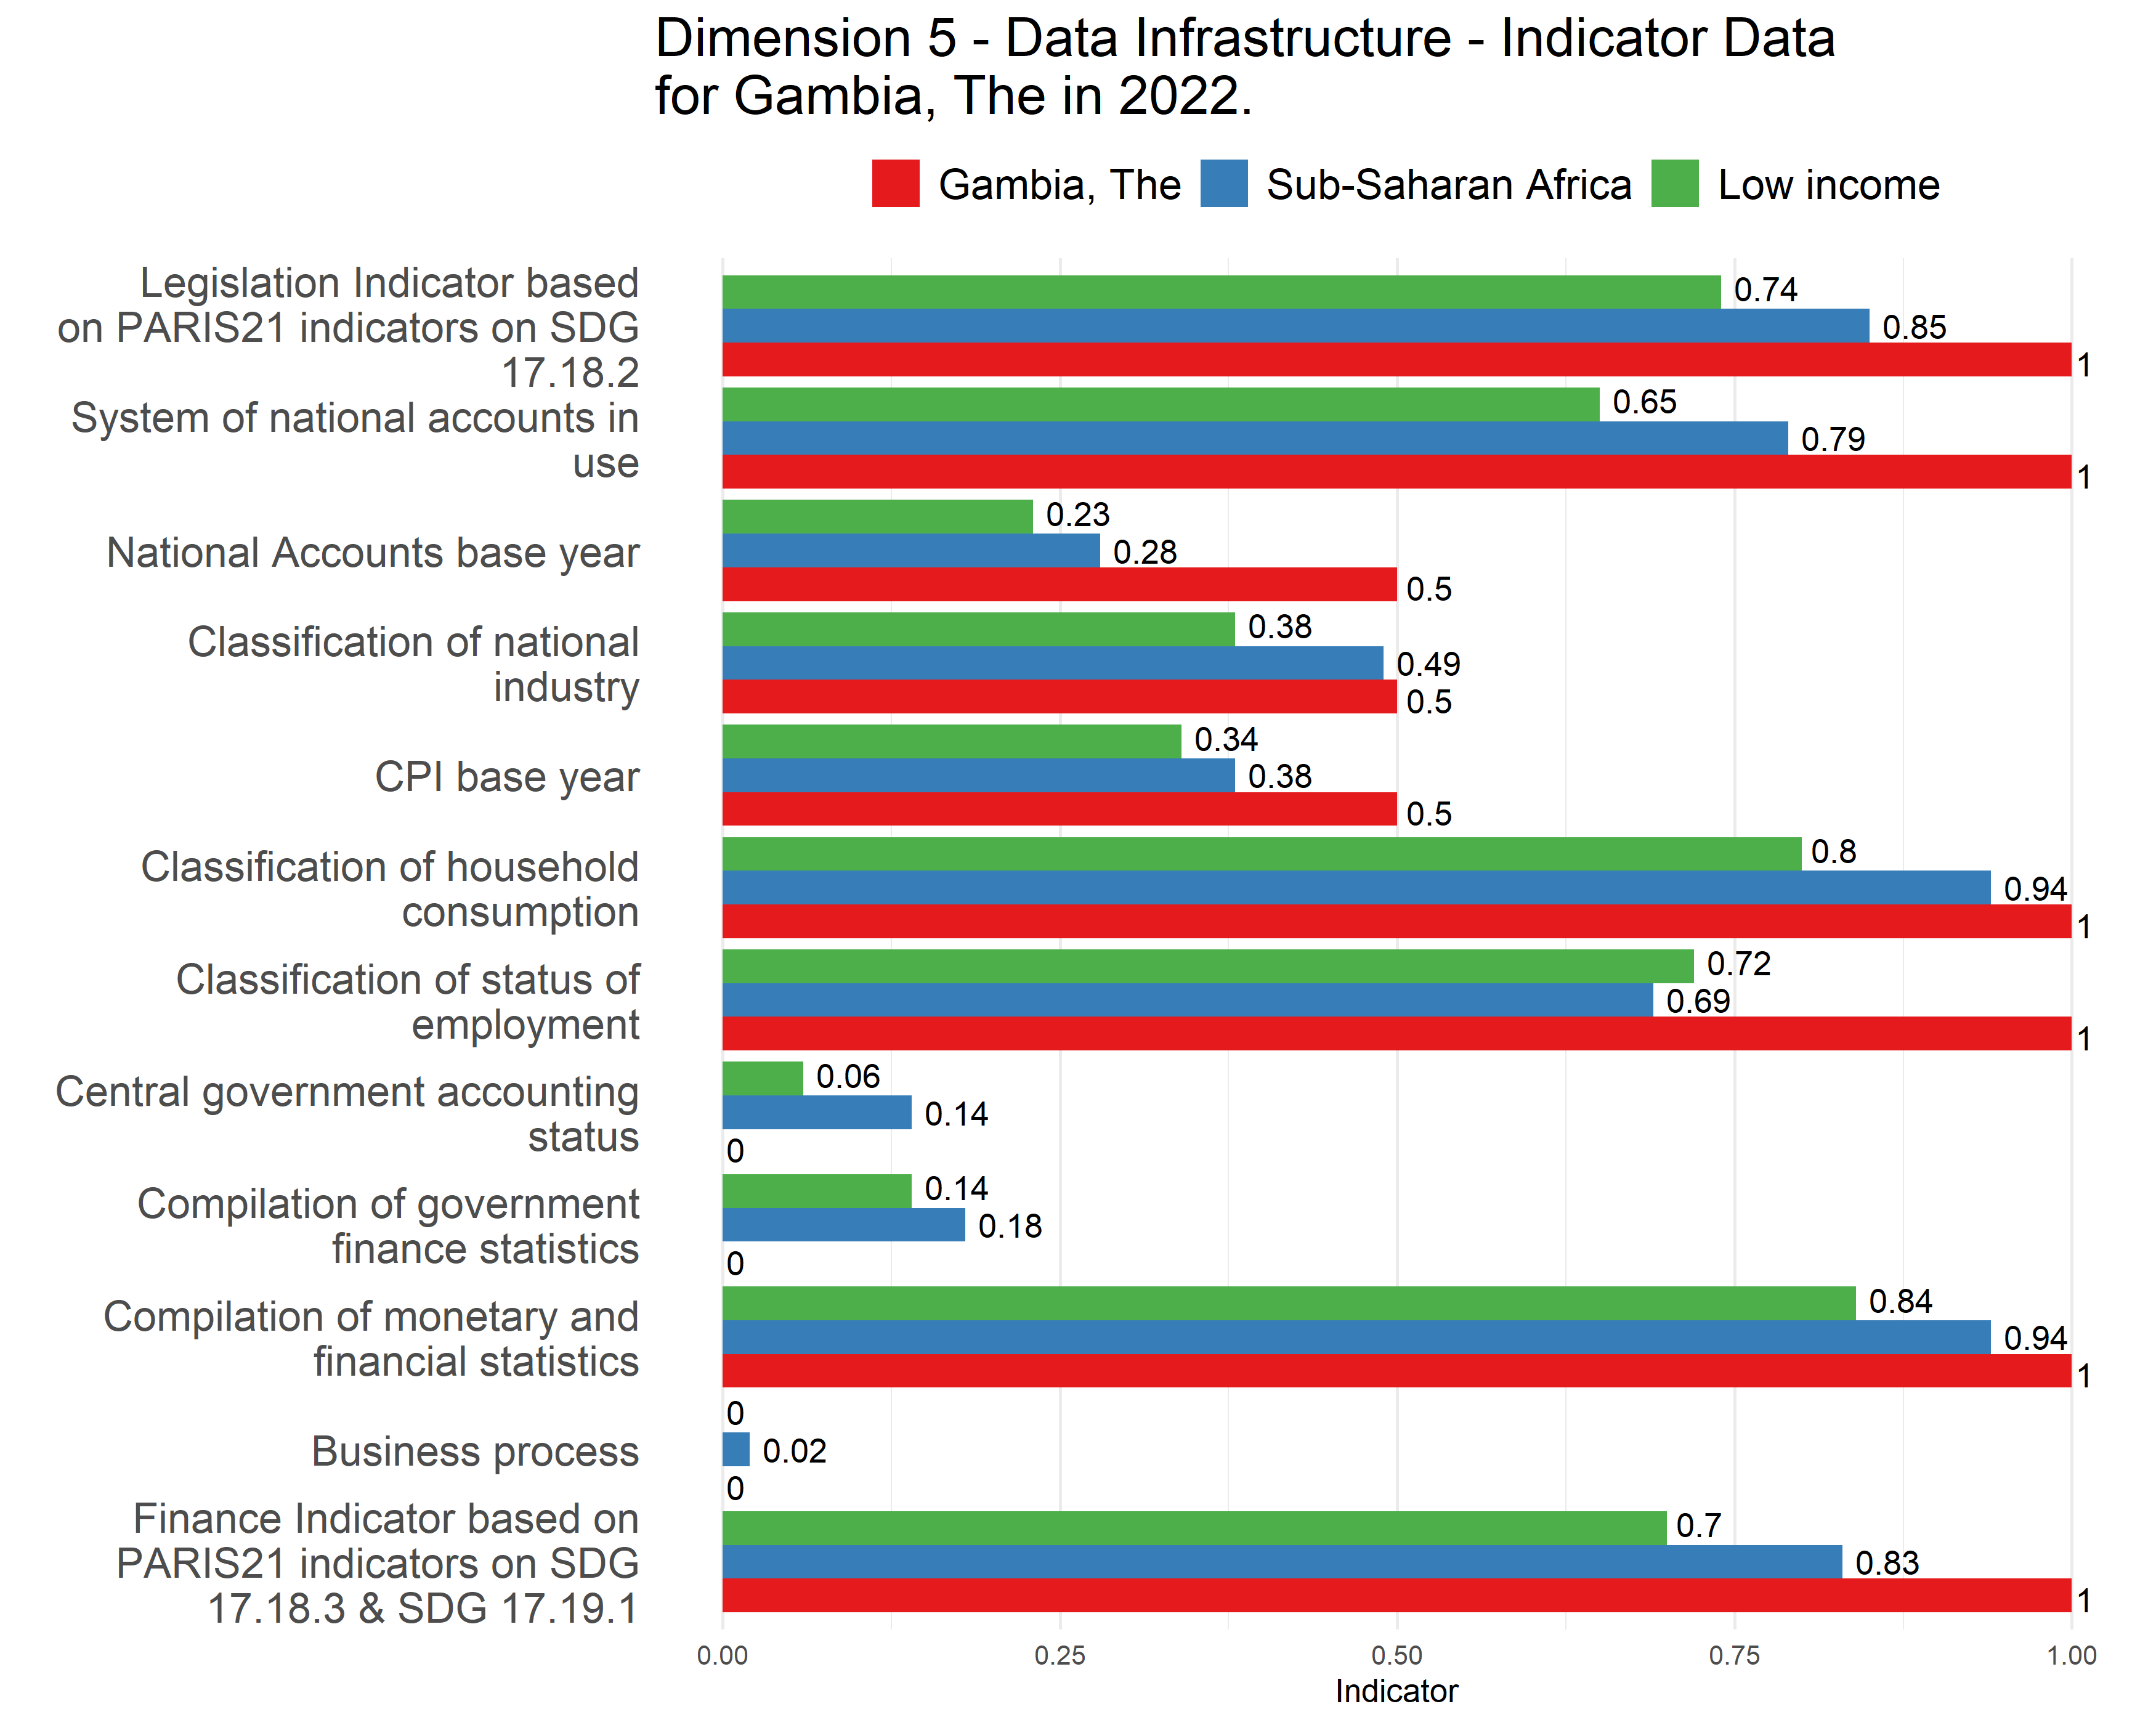 Dimension 5 - Data Infrastructure - Indicator Data
for Gambia, The in 2022.
Gambia, The Sub-Saharan Africa Low income
Legislation Indicator based
on PARIS21 indicators on SDG
17.18.2
0.74
0.85
1
System of national accounts in
use
0.65
0.79
1
National Accounts base year
0.23
0.28
0.5
Classification of national
industry
0.38
0.49
0.5
CPI base year
0.34
0.38
0.5
Classification of household
consumption
0.8
0.94
1
Classification of status of
employment
0.72
0.69
1
Central government accounting
status
0.06
0.14
0
Compilation of government
finance statistics
0.14
0.18
0
Compilation of monetary and
financial statistics
0.84
0.94
1
Business process
0
0.02
0
Finance Indicator based on
PARIS21 indicators on SDG
17.18.3 & SDG 17.19.1
0.7
0.83
1
0.00 0.25 0.50 0.75 1.00
Indicator